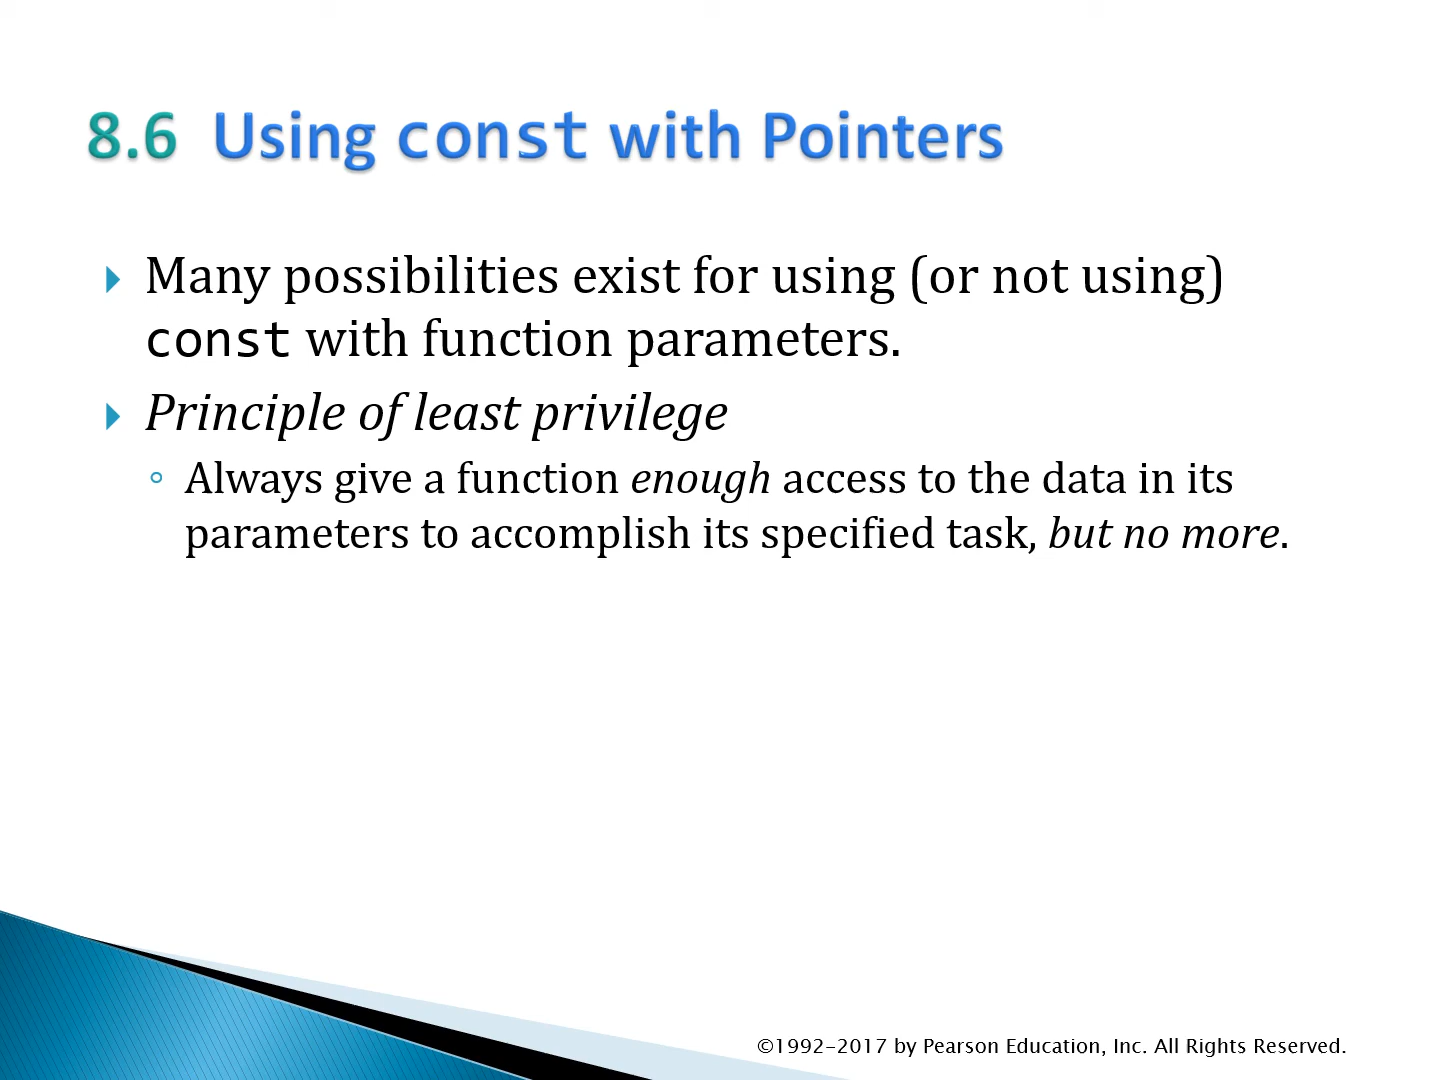 8.6 Using const with Pointers
Many possibilities exist for using (or not using)
const with function parameters.
Principle of least privilege
Always give a function enough access to the data in its
parameters to accomplish its specified task, but no more.
©1992-2017 by Pearson Education, Inc. All Rights Reserved.